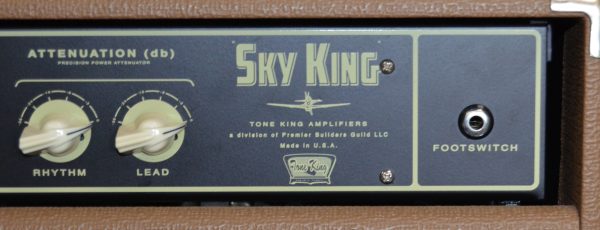 ATTENUATION (db)
PRECISION POWER ATTENUATOR
RHYTHM
LEAD
"SKY KING"
TONE KING AMPLIFIERS
a division of Premier Builders Guild LLC
Made in U.S.A.
Tone King
FOOTSWITCH